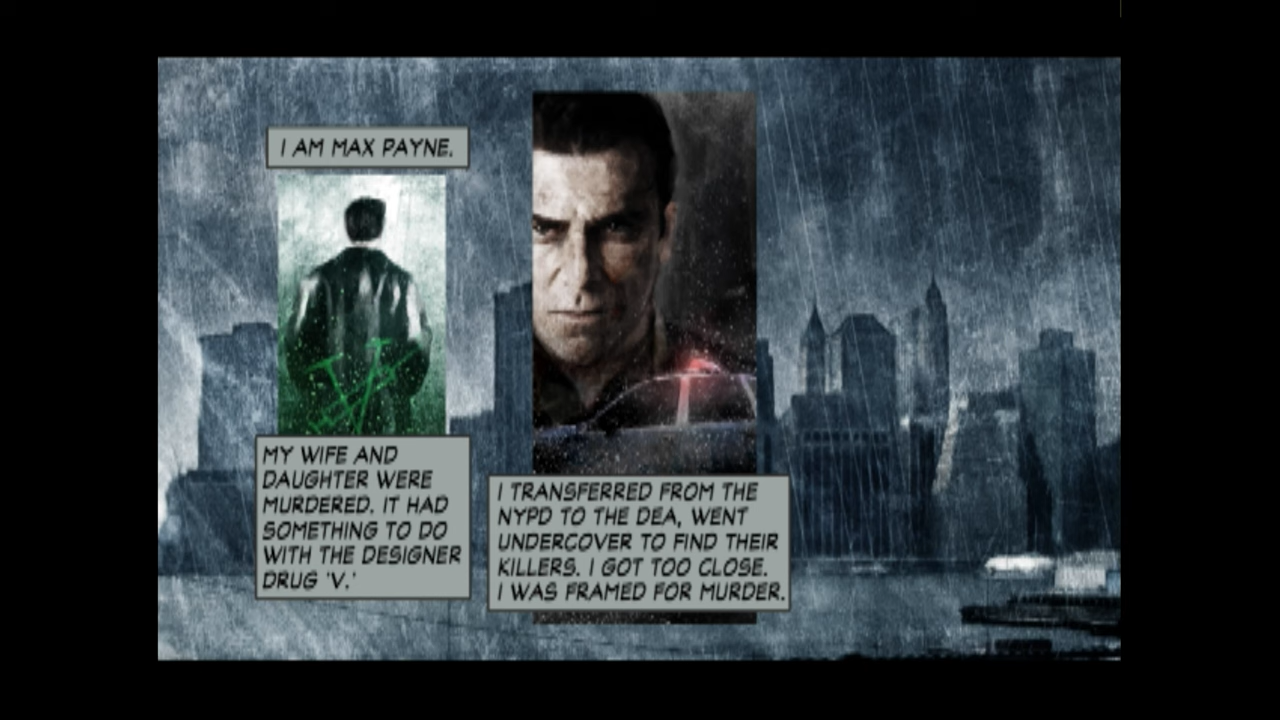 I AM MAX PAYNE.
MY WIFE AND
DAUGHTER WERE
MURDERED. IT HAD
SOMETHING TO DO
WITH THE DESIGNER
DRUG 'V.'
I TRANSFERRED FROM THE
NYPD TO THE DEA, WENT
UNDERCOVER TO FIND THEIR
KILLERS. I GOT TOO CLOSE.
I WAS FRAMED FOR MURDER.